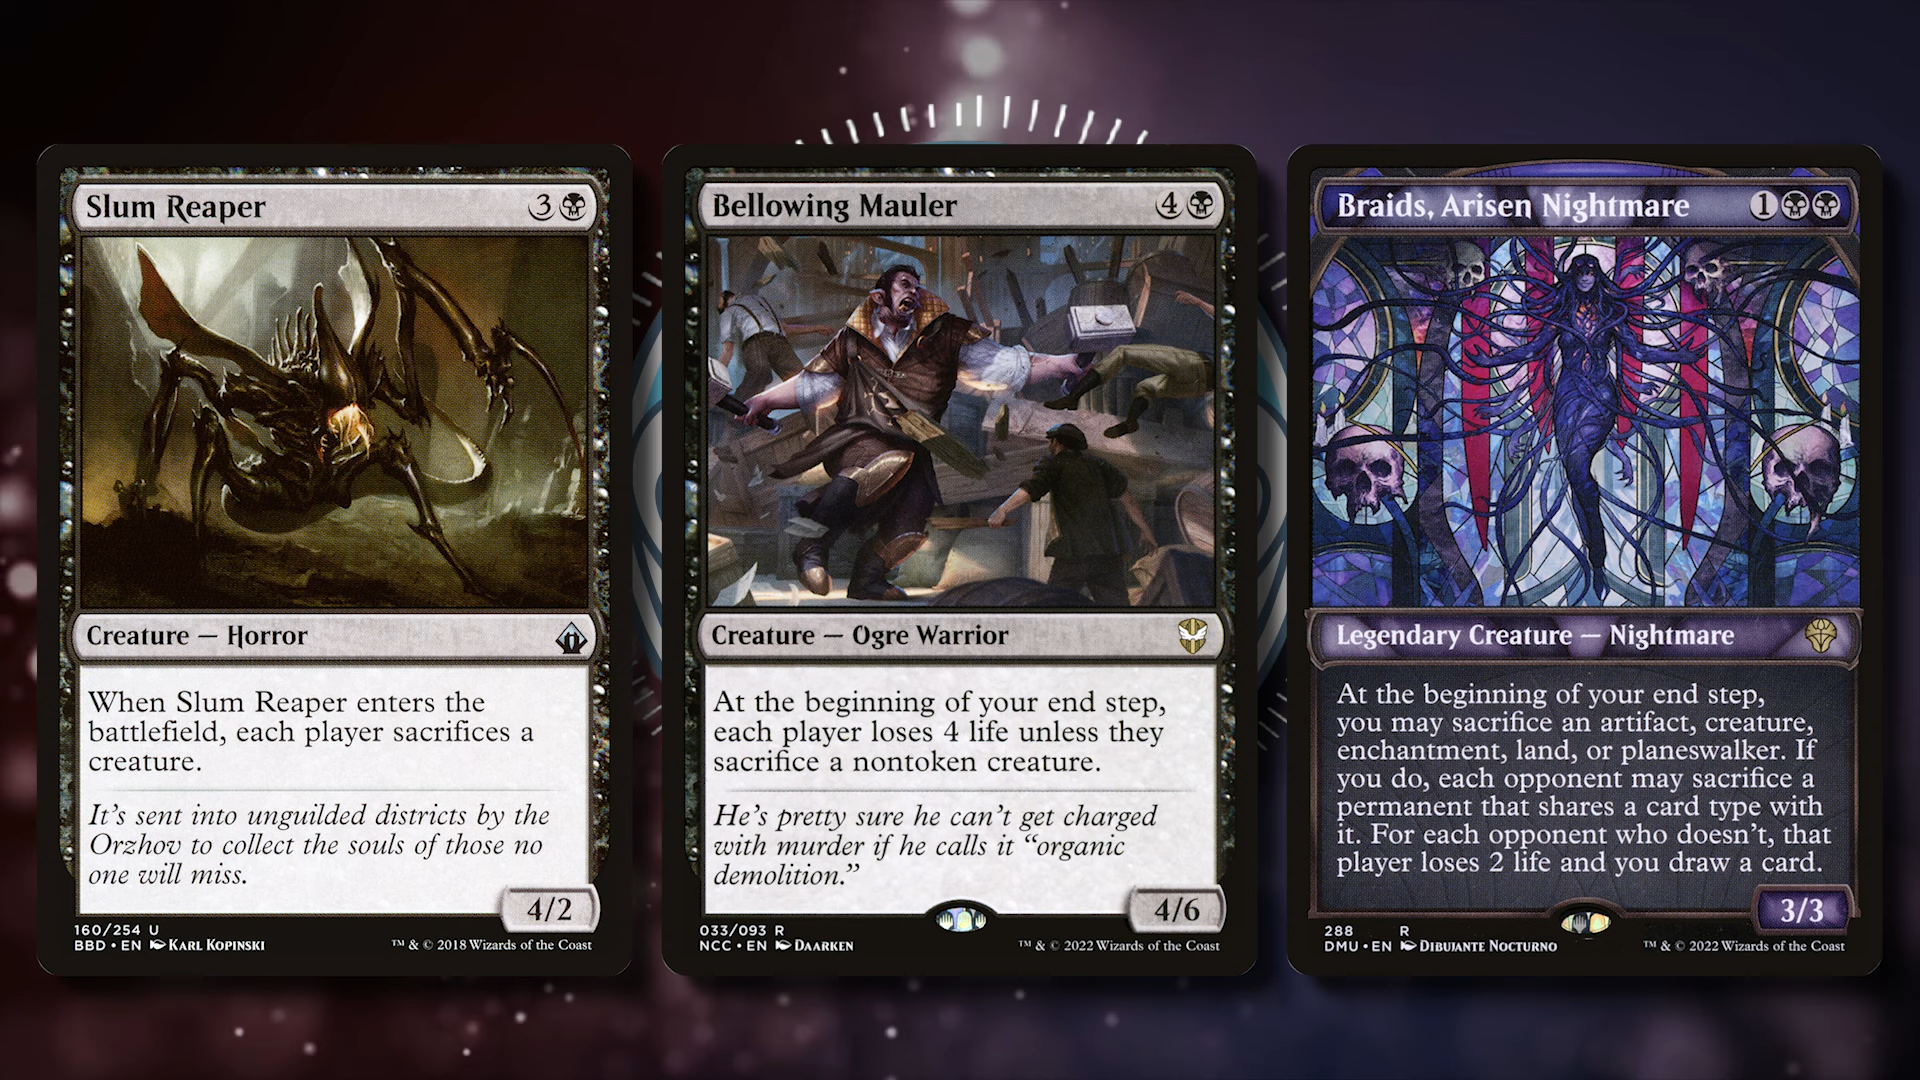 Slum Reaper 3
Creature — Horror
When Slum Reaper enters the
battlefield, each player sacrifices a
creature.
It's sent into unguilded districts by the
Orzhov to collect the souls of those no
one will miss.
4/2
160/254 U
BBD • EN Karl Kopinski
™ & © 2018 Wizards of the Coast
Bellowing Mauler 4
Creature — Ogre Warrior
At the beginning of your end step,
each player loses 4 life unless they
sacrifice a nontoken creature.
He's pretty sure he can't get charged
with murder if he calls it “organic
demolition.”
4/6
033/093 R
NCC • EN Daarken
™ & © 2022 Wizards of the Coast
Braids, Arisen Nightmare 1
Legendary Creature — Nightmare
At the beginning of your end step,
you may sacrifice an artifact, creature,
enchantment, land, or planeswalker. If
you do, each opponent may sacrifice a
permanent that shares a card type with
it. For each opponent who doesn't, that
player loses 2 life and you draw a card.
3/3
288 R
DMU • EN Dibujante Nocturno
™ & © 2022 Wizards of the Coast